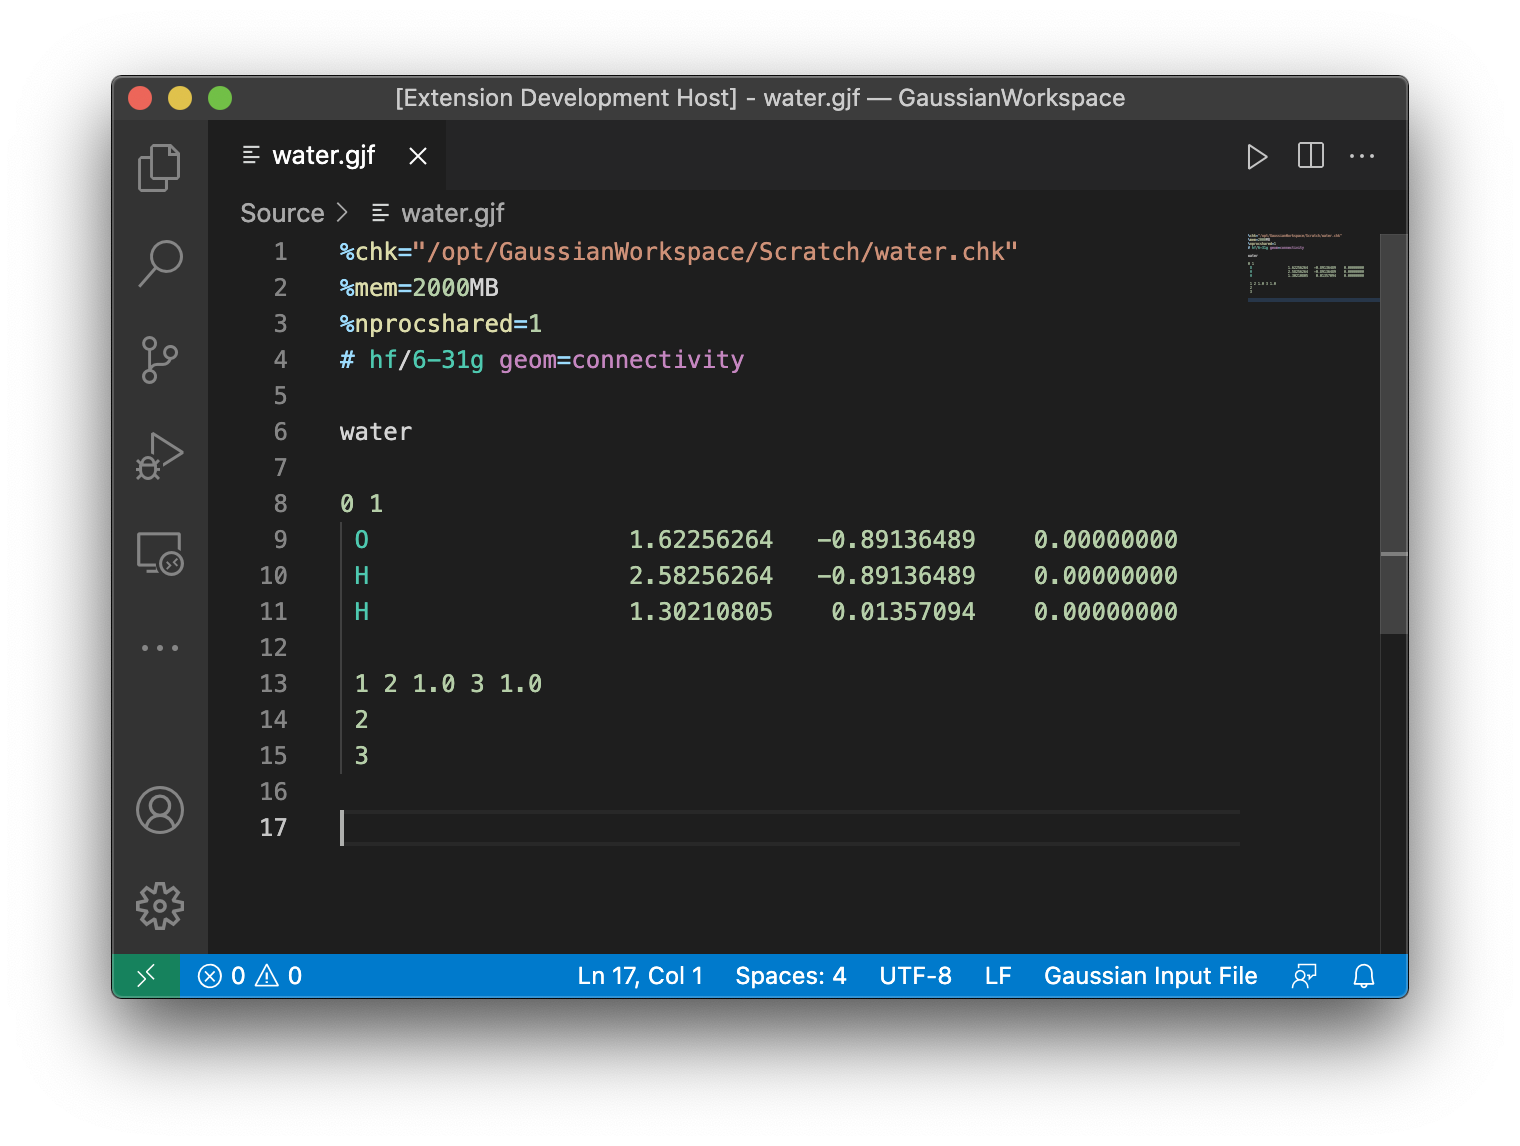 [Extension Development Host] - water.gjf — GaussianWorkspace
water.gjf
Source > water.gjf
1 %chk="/opt/GaussianWorkspace/Scratch/water.chk"
2 %mem=2000MB
3 %nprocshared=1
4 # hf/6-31g geom=connectivity
5
6 water
7
8 0 1
9 O 1.62256264 -0.89136489 0.00000000
10 H 2.58256264 -0.89136489 0.00000000
11 H 1.30210805 0.01357094 0.00000000
12
13 1 2 1.0 3 1.0
14 2
15 3
16
17
0 0 Ln 17, Col 1 Spaces: 4 UTF-8 LF Gaussian Input File